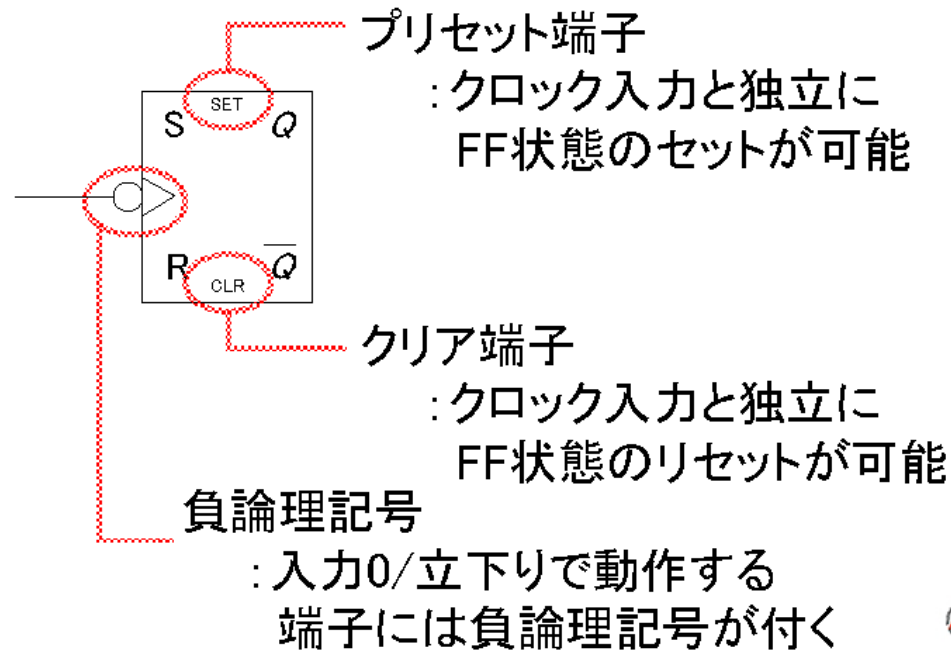 プリセット端子
:クロック入力と独立に
FF状態のセットが可能
SET
S Q
R Q̅
CLR
クリア端子
:クロック入力と独立に
FF状態のリセットが可能
負論理記号
:入力0/立下りで動作する
端子には負論理記号が付く